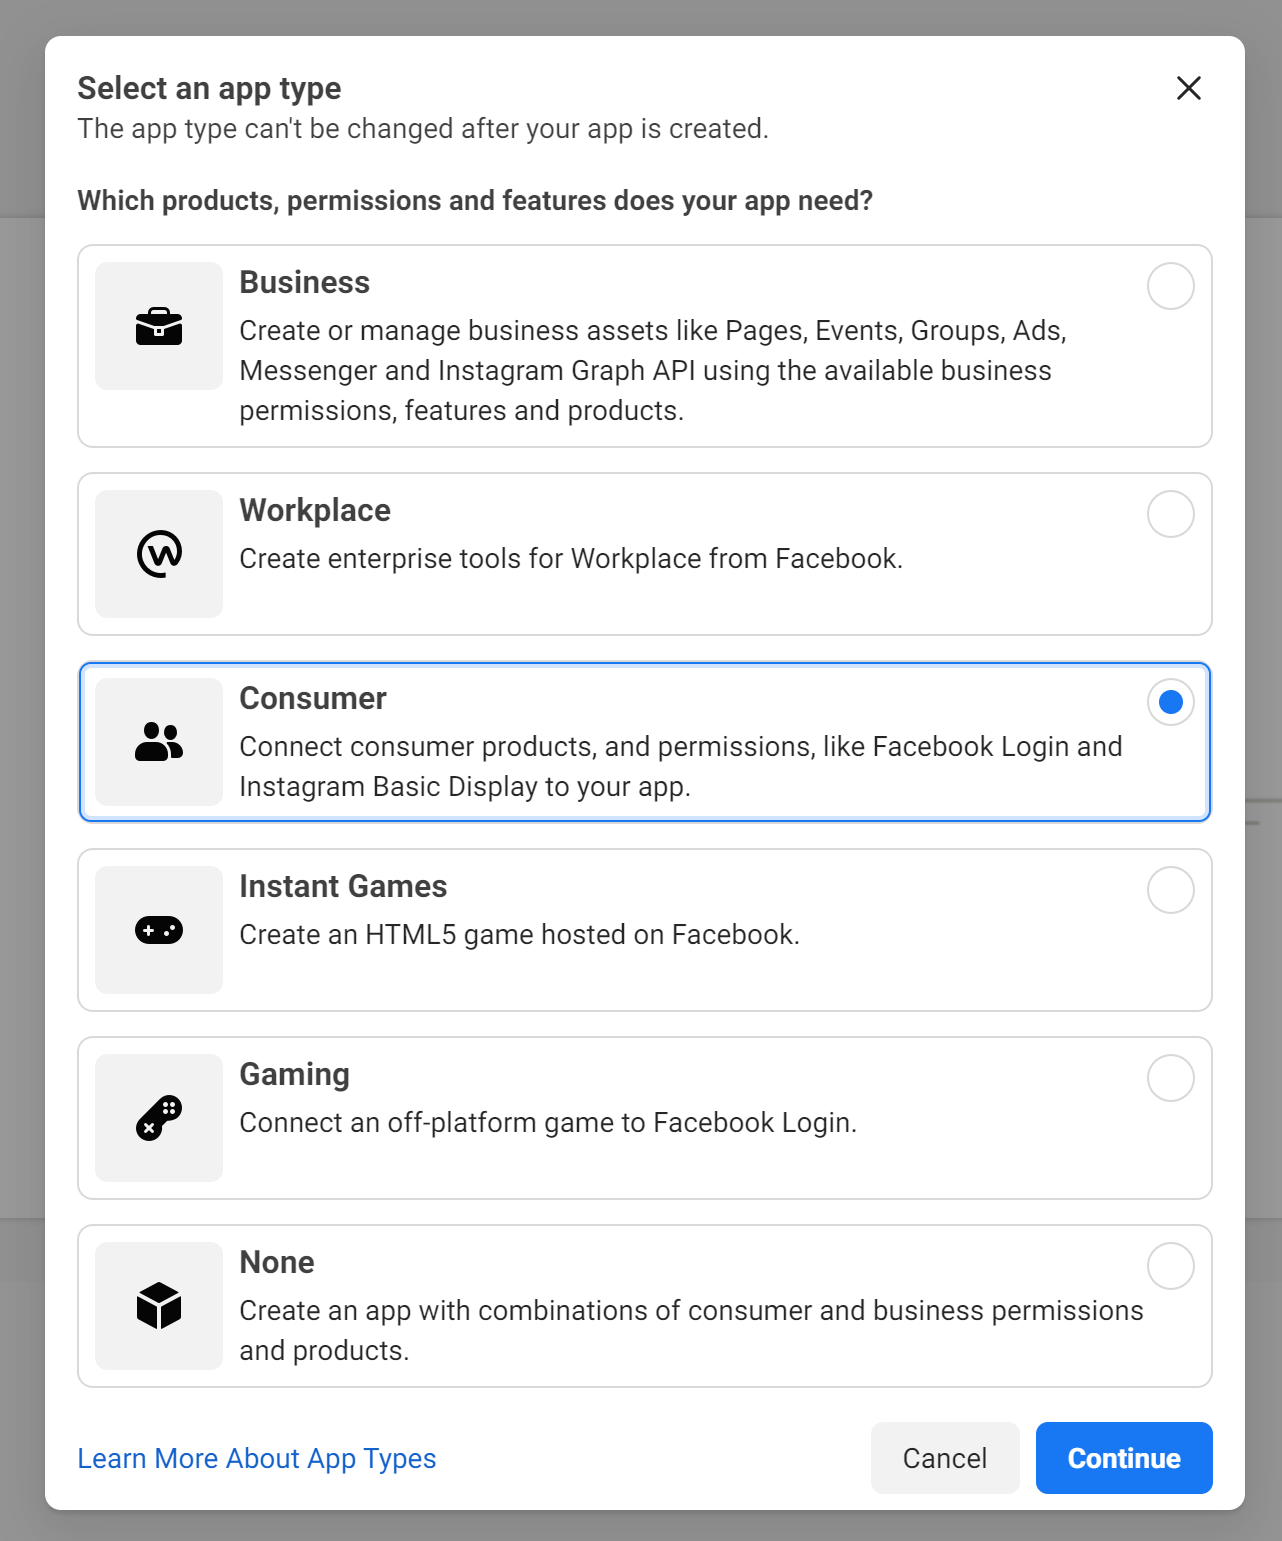 Select an app type
The app type can't be changed after your app is created.
Which products, permissions and features does your app need?
Business
Create or manage business assets like Pages, Events, Groups, Ads,
Messenger and Instagram Graph API using the available business
permissions, features and products.
Workplace
Create enterprise tools for Workplace from Facebook.
Consumer
Connect consumer products, and permissions, like Facebook Login and
Instagram Basic Display to your app.
Instant Games
Create an HTML5 game hosted on Facebook.
Gaming
Connect an off-platform game to Facebook Login.
None
Create an app with combinations of consumer and business permissions
and products.
Learn More About App Types
Cancel
Continue